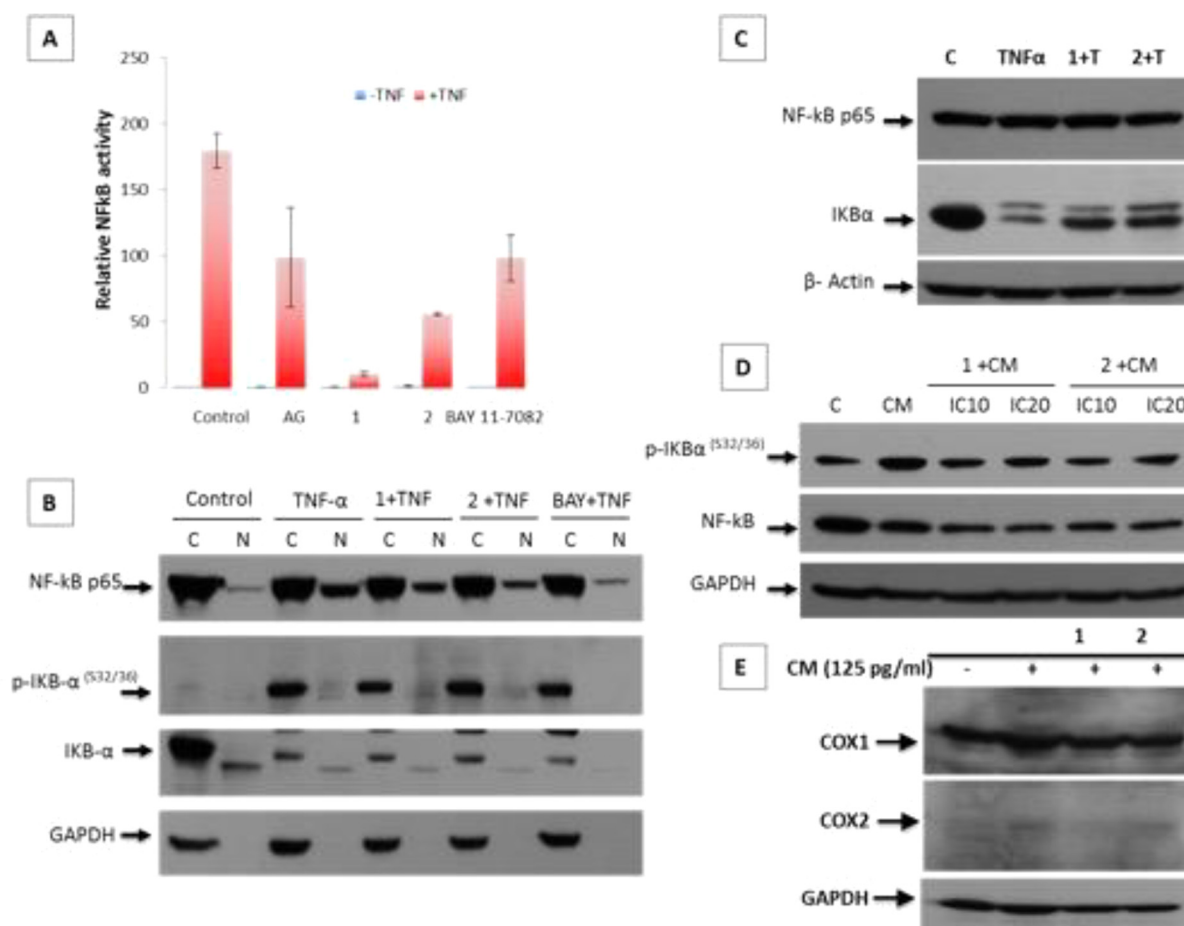 A
250
200
150
100
50
0
Relative NFkB activity
-TNF +TNF
Control AG 1 2 BAY 11-7082
B
Control TNF-α 1+TNF 2 +TNF BAY+TNF
C N C N C N C N C N
NF-kB p65
p-IKB-α (S32/36)
IKB-α
GAPDH
C
C TNFα 1+T 2+T
NF-kB p65
IKBα
β- Actin
D
1 +CM 2 +CM
C CM IC10 IC20 IC10 IC20
p-IKBα (S32/36)
NF-kB
GAPDH
E
1 2
CM (125 pg/ml) - + + +
COX1
COX2
GAPDH